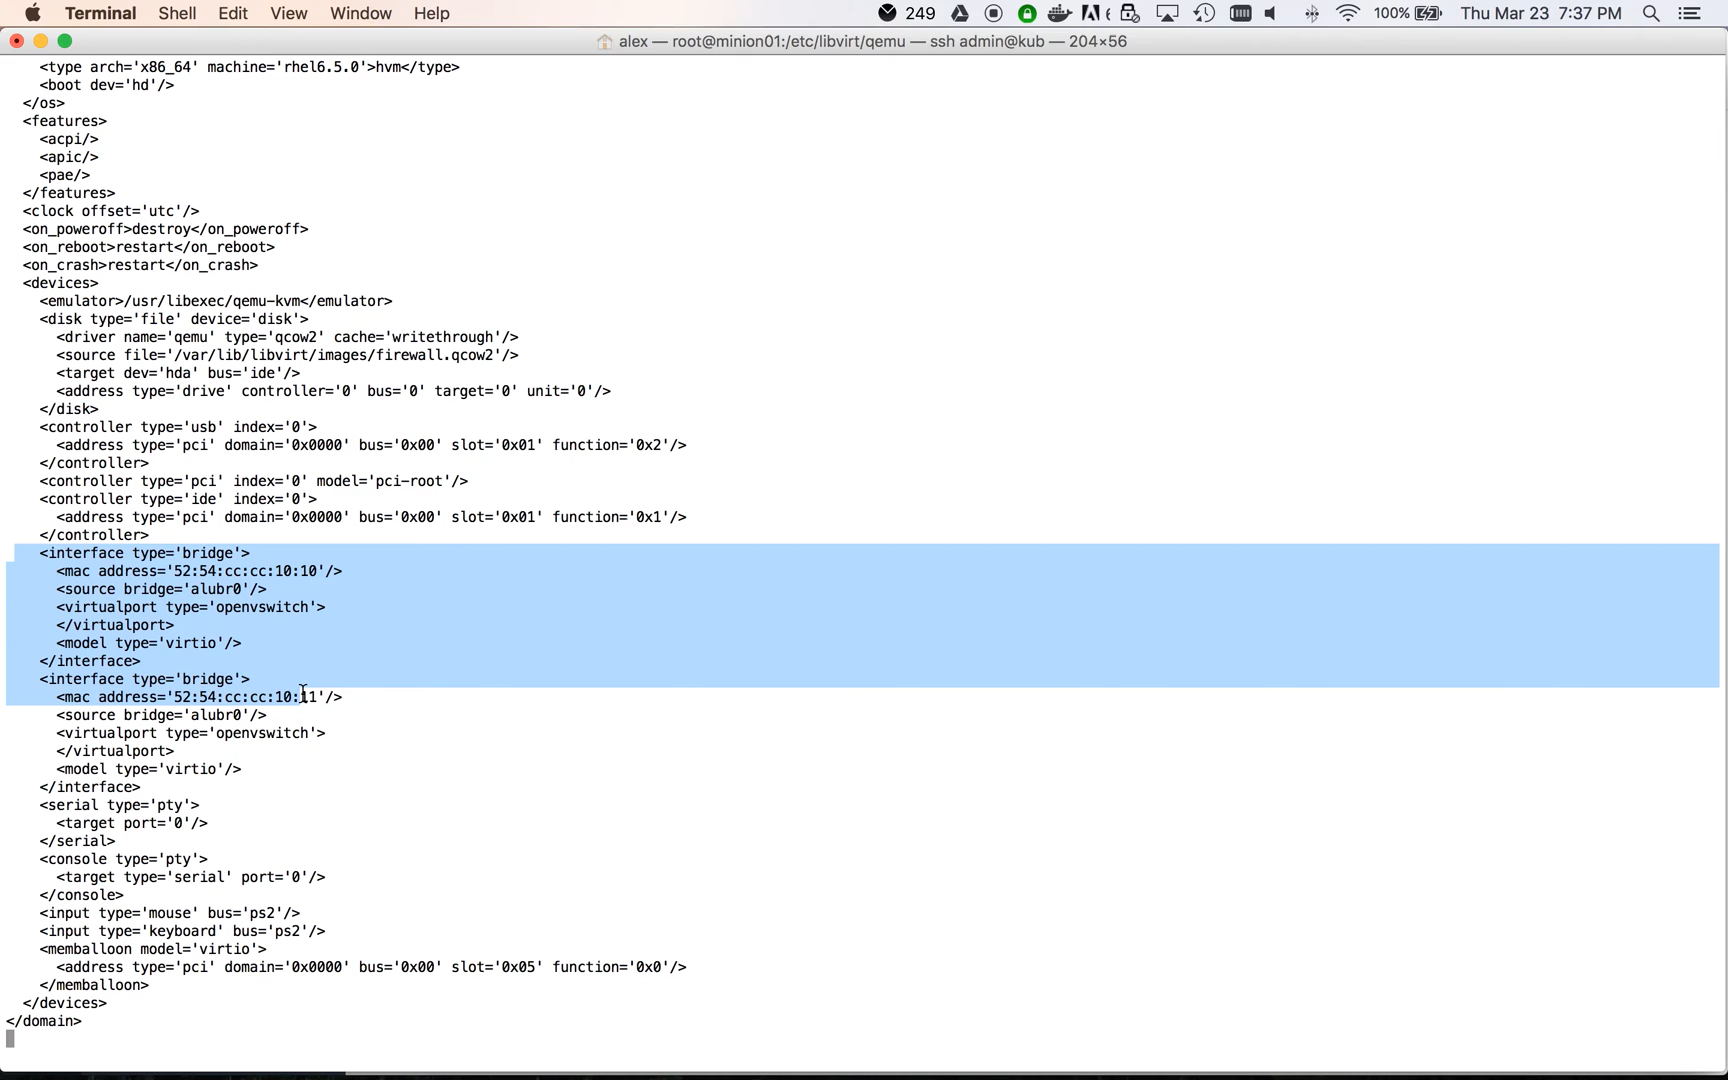 Terminal Shell Edit View Window Help 249 100% Thu Mar 23 7:37 PM
alex — root@minion01:/etc/libvirt/qemu — ssh admin@kub — 204×56
<type arch='x86_64' machine='rhel6.5.0'>hvm</type>
<boot dev='hd'/>
</os>
<features>
<acpi/>
<apic/>
<pae/>
</features>
<clock offset='utc'/>
<on_poweroff>destroy</on_poweroff>
<on_reboot>restart</on_reboot>
<on_crash>restart</on_crash>
<devices>
<emulator>/usr/libexec/qemu-kvm</emulator>
<disk type='file' device='disk'>
<driver name='qemu' type='qcow2' cache='writethrough'/>
<source file='/var/lib/libvirt/images/firewall.qcow2'/>
<target dev='hda' bus='ide'/>
<address type='drive' controller='0' bus='0' target='0' unit='0'/>
</disk>
<controller type='usb' index='0'>
<address type='pci' domain='0x0000' bus='0x00' slot='0x01' function='0x2'/>
</controller>
<controller type='pci' index='0' model='pci-root'/>
<controller type='ide' index='0'>
<address type='pci' domain='0x0000' bus='0x00' slot='0x01' function='0x1'/>
</controller>
<interface type='bridge'>
<mac address='52:54:cc:cc:10:10'/>
<source bridge='alubr0'/>
<virtualport type='openvswitch'>
</virtualport>
<model type='virtio'/>
</interface>
<interface type='bridge'>
<mac address='52:54:cc:cc:10:11'/>
<source bridge='alubr0'/>
<virtualport type='openvswitch'>
</virtualport>
<model type='virtio'/>
</interface>
<serial type='pty'>
<target port='0'/>
</serial>
<console type='pty'>
<target type='serial' port='0'/>
</console>
<input type='mouse' bus='ps2'/>
<input type='keyboard' bus='ps2'/>
<memballoon model='virtio'>
<address type='pci' domain='0x0000' bus='0x00' slot='0x05' function='0x0'/>
</memballoon>
</devices>
</domain>